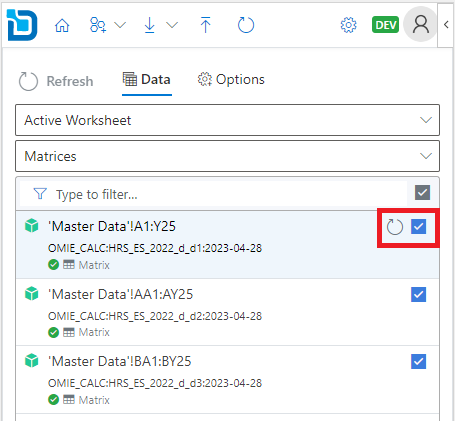 DEV
Refresh
Data
Options
Active Worksheet
Matrices
Type to filter...
'Master Data'!A1:Y25
OMIE_CALC:HRS_ES_2022_d_d1:2023-04-28
Matrix
'Master Data'!AA1:AY25
OMIE_CALC:HRS_ES_2022_d_d2:2023-04-28
Matrix
'Master Data'!BA1:BY25
OMIE_CALC:HRS_ES_2022_d_d3:2023-04-28
Matrix